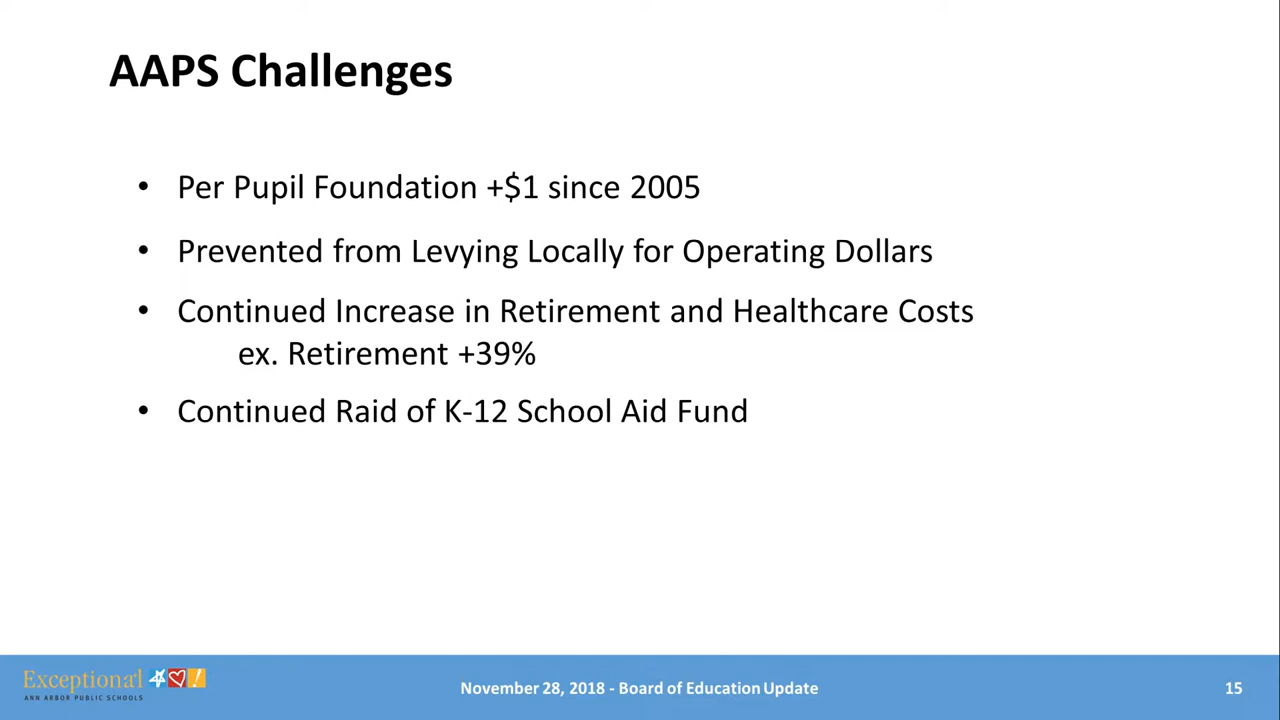 AAPS Challenges
• Per Pupil Foundation +$1 since 2005
• Prevented from Levying Locally for Operating Dollars
• Continued Increase in Retirement and Healthcare Costs
ex. Retirement +39%
• Continued Raid of K-12 School Aid Fund
Exceptional
ANN ARBOR PUBLIC SCHOOLS
November 28, 2018 - Board of Education Update
15